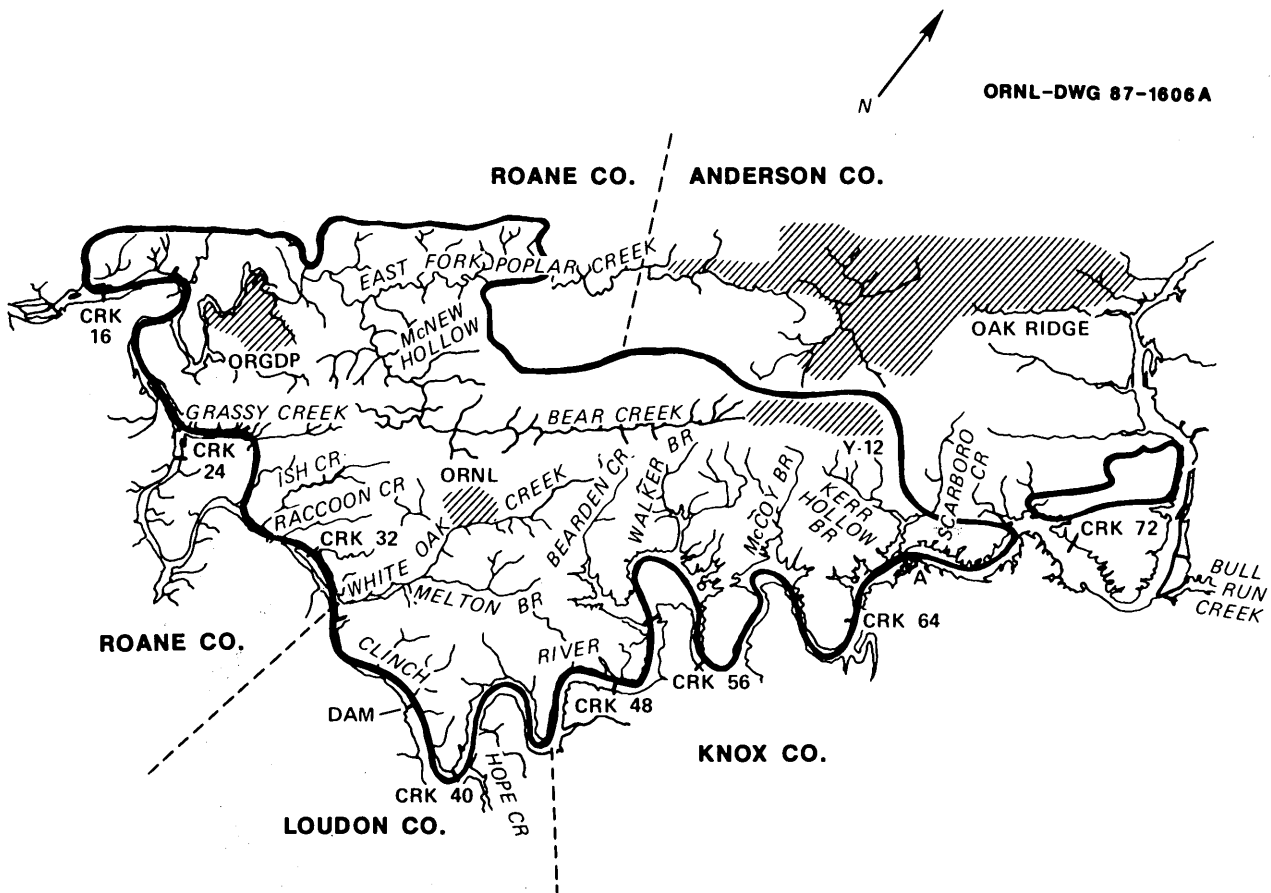 N
ORNL-DWG 87-1606A
ROANE CO.
ANDERSON CO.
EAST FORK POPLAR CREEK
CRK
16
McNEW
HOLLOW
OAK RIDGE
ORGDP
GRASSY CREEK
BEAR CREEK
Y-12
CRK
24
ISH CR
ORNL
RACCOON CR
WHITE OAK CREEK
BEARDEN CR
WALKER BR
McCOY BR
KERR
HOLLOW
BR
SCARBORO
CR
CRK 72
CRK 32
MELTON BR
A
BULL
RUN
CREEK
CRK 64
ROANE CO.
CLINCH RIVER
CRK 56
DAM
CRK 48
KNOX CO.
HOPE CR
CRK 40
LOUDON CO.